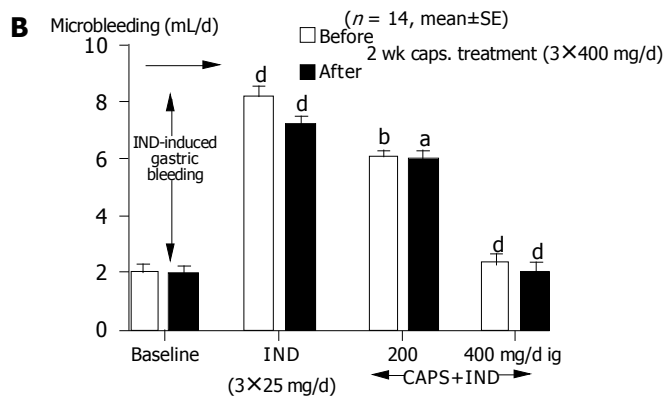 B
Microbleeding (mL/d)
(n = 14, mean±SE)
Before
After
2 wk caps. treatment (3×400 mg/d)
10
8
6
4
2
0
IND-induced
gastric
bleeding
d
d
b
a
d
d
Baseline
IND
200
400 mg/d ig
(3×25 mg/d)
CAPS+IND